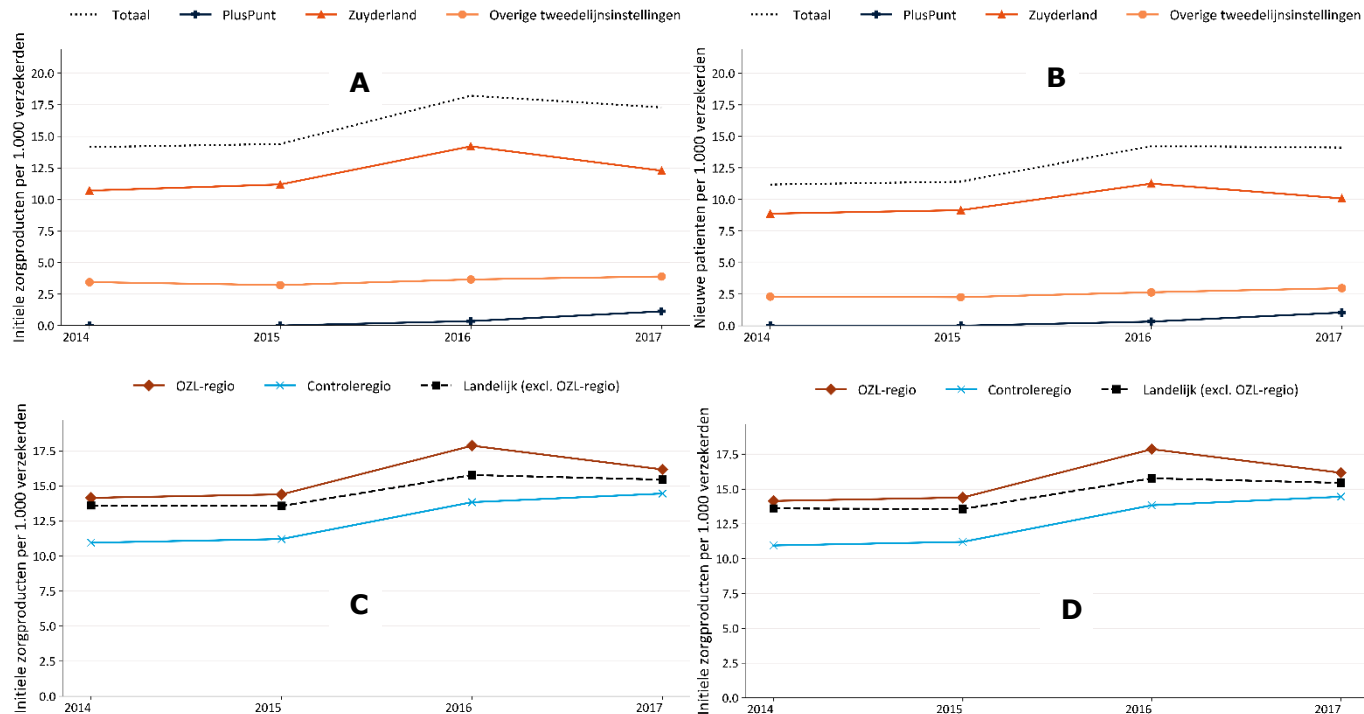 Totaal PlusPunt Zuyderland Overige tweedelijnsinstellingen
Initiele zorgproducten per 1.000 verzekerden
20.0
17.5
15.0
12.5
10.0
7.5
5.0
2.5
0.0
A
2014 2015 2016 2017
Totaal PlusPunt Zuyderland Overige tweedelijnsinstellingen
Nieuwe patienten per 1.000 verzekerden
20.0
17.5
15.0
12.5
10.0
7.5
5.0
2.5
0.0
B
2014 2015 2016 2017
OZL-regio Controleregio Landelijk (excl. OZL-regio)
Initiele zorgproducten per 1.000 verzekerden
17.5
15.0
12.5
10.0
7.5
5.0
2.5
0.0
C
2014 2015 2016 2017
OZL-regio Controleregio Landelijk (excl. OZL-regio)
Initiele zorgproducten per 1.000 verzekerden
17.5
15.0
12.5
10.0
7.5
5.0
2.5
0.0
D
2014 2015 2016 2017